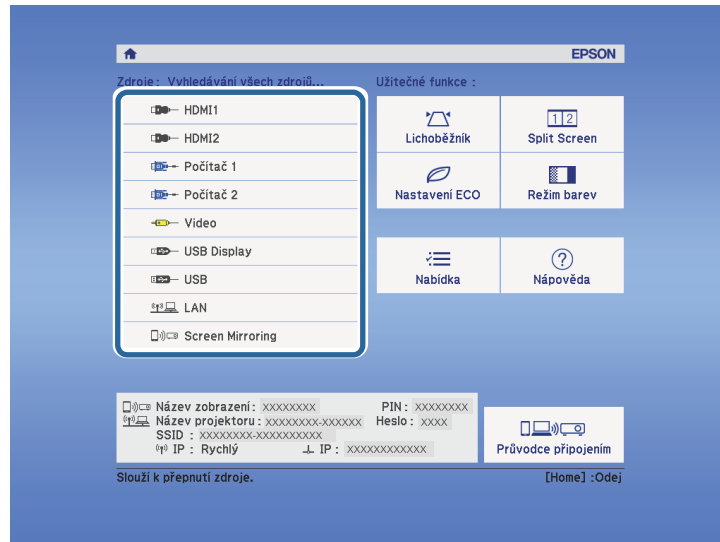 EPSON
Zdroje: Vyhledávání všech zdrojů...
HDMI1
HDMI2
Počítač 1
Počítač 2
Video
USB Display
USB
LAN
Screen Mirroring
Užitečné funkce :
Lichoběžník
1 2
Split Screen
Nastavení ECO
Režim barev
Nabídka
?
Nápověda
Název zobrazení: XXXXXXXX PIN: XXXXXXXX
Název projektoru: XXXXXXXX-XXXXXX Heslo: XXXX
SSID : XXXXXXXX-XXXXXXXXXX
IP : Rychlý IP : XXXXXXXXXXXX
Průvodce připojením
Slouží k přepnutí zdroje. [Home] :Odej